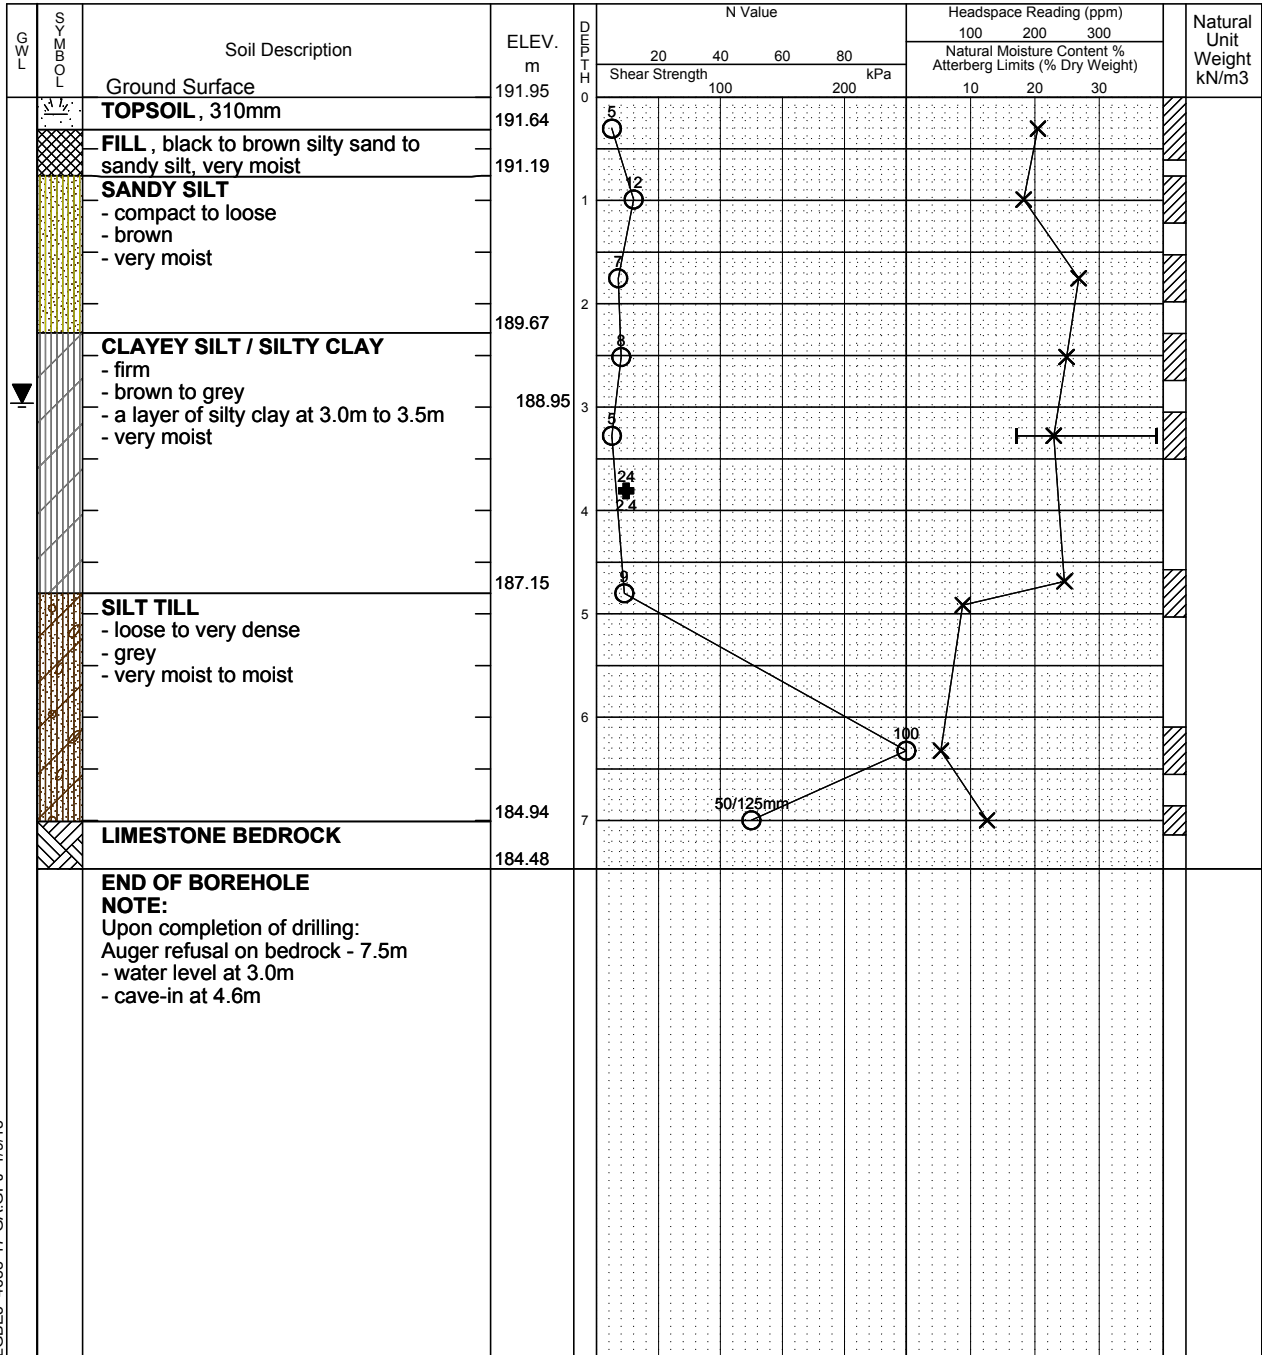 GWL
SYMBOL
Soil Description
Ground Surface
ELEV.
m
191.95
DEPTH
N Value
20 40 60 80
Shear Strength kPa
100 200
Headspace Reading (ppm)
100 200 300
Natural Moisture Content %
Atterberg Limits (% Dry Weight)
10 20 30
Natural
Unit
Weight
kN/m3
0
TOPSOIL, 310mm
191.64
5
FILL, black to brown silty sand to
sandy silt, very moist
191.19
SANDY SILT
- compact to loose
- brown
- very moist
12
1
7
2
189.67
CLAYEY SILT / SILTY CLAY
- firm
- brown to grey
- a layer of silty clay at 3.0m to 3.5m
- very moist
8
188.95
3
5
24
2.4
4
187.15
9
SILT TILL
- loose to very dense
- grey
- very moist to moist
5
6
100
184.94
50/125mm
7
LIMESTONE BEDROCK
184.48
END OF BOREHOLE
NOTE:
Upon completion of drilling:
Auger refusal on bedrock - 7.5m
- water level at 3.0m
- cave-in at 4.6m